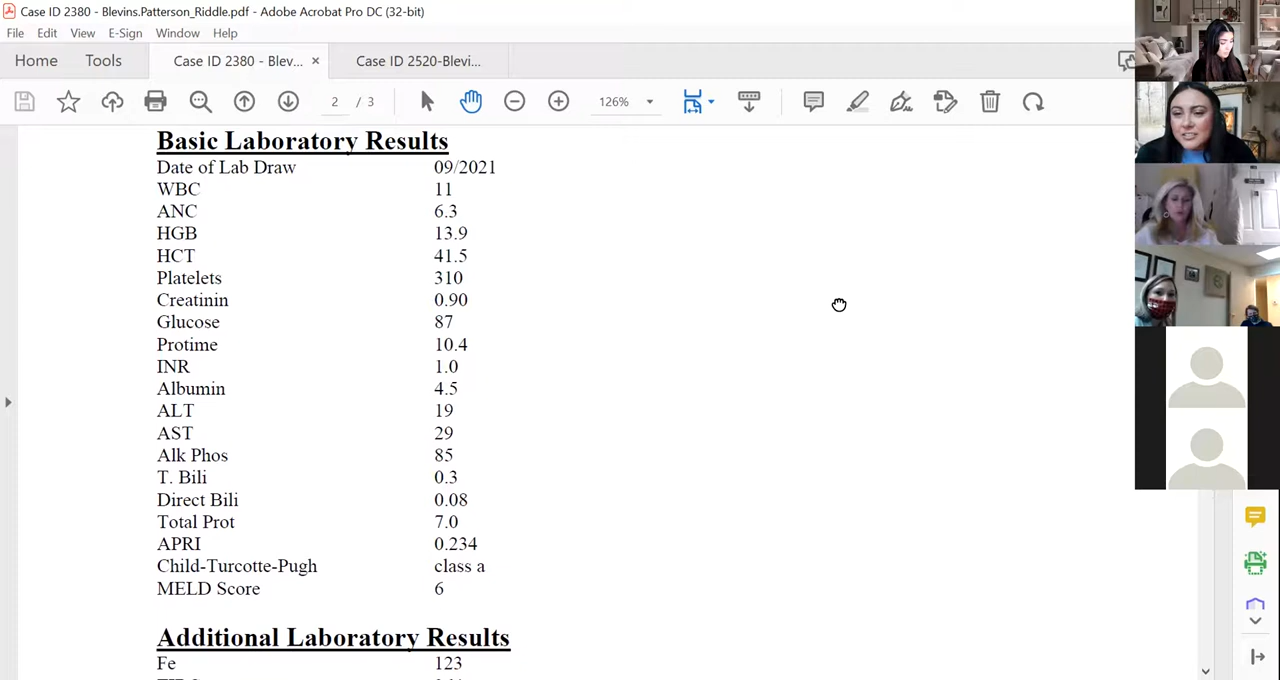 Case ID 2380 - Blevins.Patterson_Riddle.pdf - Adobe Acrobat Pro DC (32-bit)
File Edit View E-Sign Window Help
Home Tools Case ID 2380 - Blev... × Case ID 2520-Blevi...
2 / 3 126%
Basic Laboratory Results
Date of Lab Draw 09/2021
WBC 11
ANC 6.3
HGB 13.9
HCT 41.5
Platelets 310
Creatinin 0.90
Glucose 87
Protime 10.4
INR 1.0
Albumin 4.5
ALT 19
AST 29
Alk Phos 85
T. Bili 0.3
Direct Bili 0.08
Total Prot 7.0
APRI 0.234
Child-Turcotte-Pugh class a
MELD Score 6
Additional Laboratory Results
Fe 123